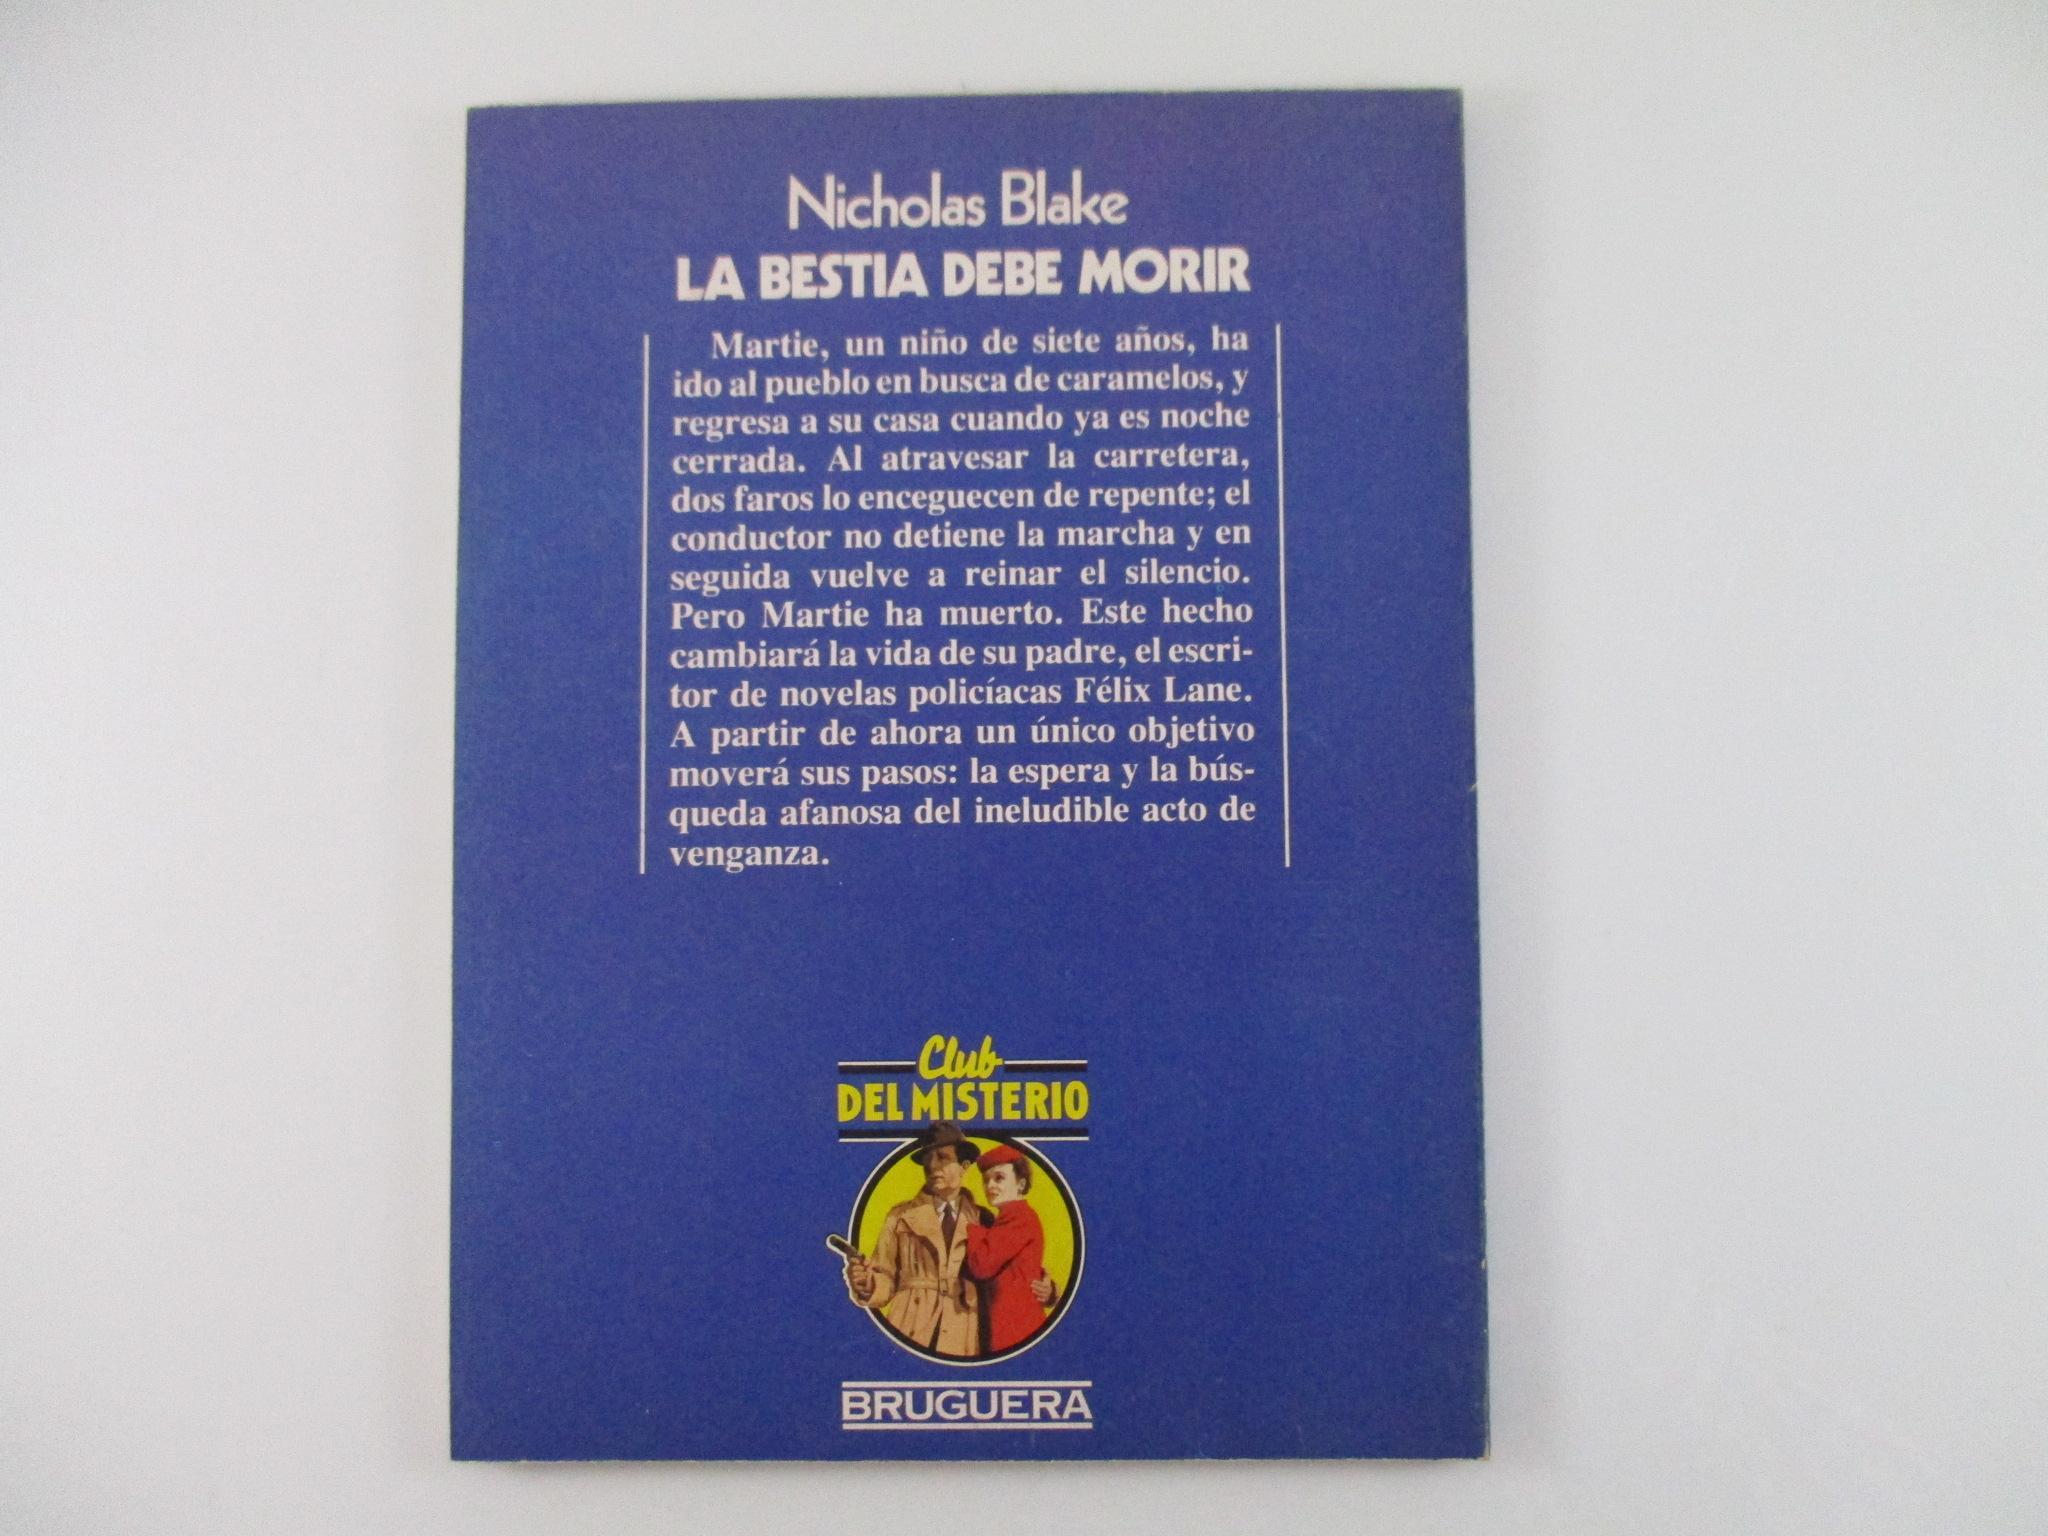 Nicholas Blake
LA BESTIA DEBE MORIR
Martie, un niño de siete años, ha
ido al pueblo en busca de caramelos, y
regresa a su casa cuando ya es noche
cerrada. Al atravesar la carretera,
dos faros lo enceguecen de repente; el
conductor no detiene la marcha y en
seguida vuelve a reinar el silencio.
Pero Martie ha muerto. Este hecho
cambiará la vida de su padre, el escri-
tor de novelas policíacas Félix Lane.
A partir de ahora un único objetivo
moverá sus pasos: la espera y la bús-
queda afanosa del ineludible acto de
venganza.
Club
DEL MISTERIO
BRUGUERA